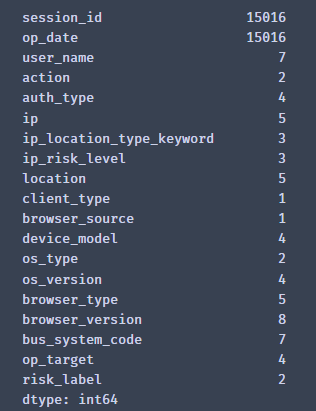 session_id 15016
op_date 15016
user_name 7
action 2
auth_type 4
ip 5
ip_location_type_keyword 3
ip_risk_level 3
location 5
client_type 1
browser_source 1
device_model 4
os_type 2
os_version 4
browser_type 5
browser_version 8
bus_system_code 7
op_target 4
risk_label 2
dtype: int64